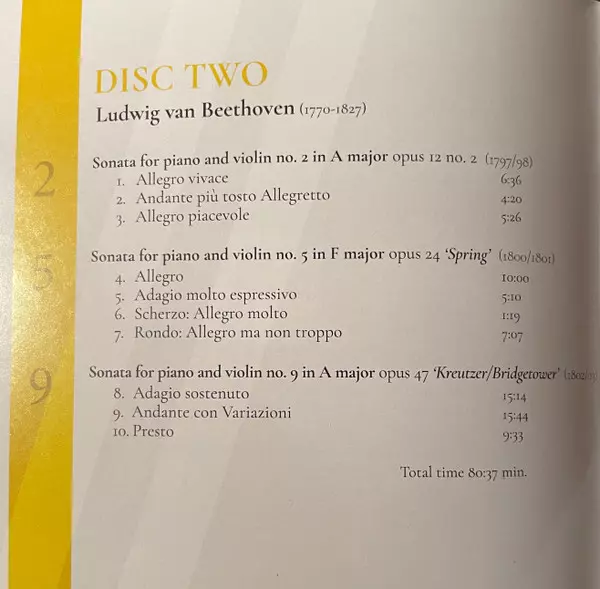 DISC TWO
Ludwig van Beethoven (1770-1827)
2
Sonata for piano and violin no. 2 in A major opus 12 no. 2 (1797/98)
1. Allegro vivace 6:36
2. Andante più tosto Allegretto 4:20
3. Allegro piacevole 5:26
5
Sonata for piano and violin no. 5 in F major opus 24 'Spring' (1800/1801)
4. Allegro 10:00
5. Adagio molto espressivo 5:10
6. Scherzo: Allegro molto 1:19
7. Rondo: Allegro ma non troppo 7:07
9
Sonata for piano and violin no. 9 in A major opus 47 'Kreutzer/Bridgetower'
8. Adagio sostenuto 15:14
9. Andante con Variazioni 15:44
10. Presto 9:33
Total time 80:37 min.